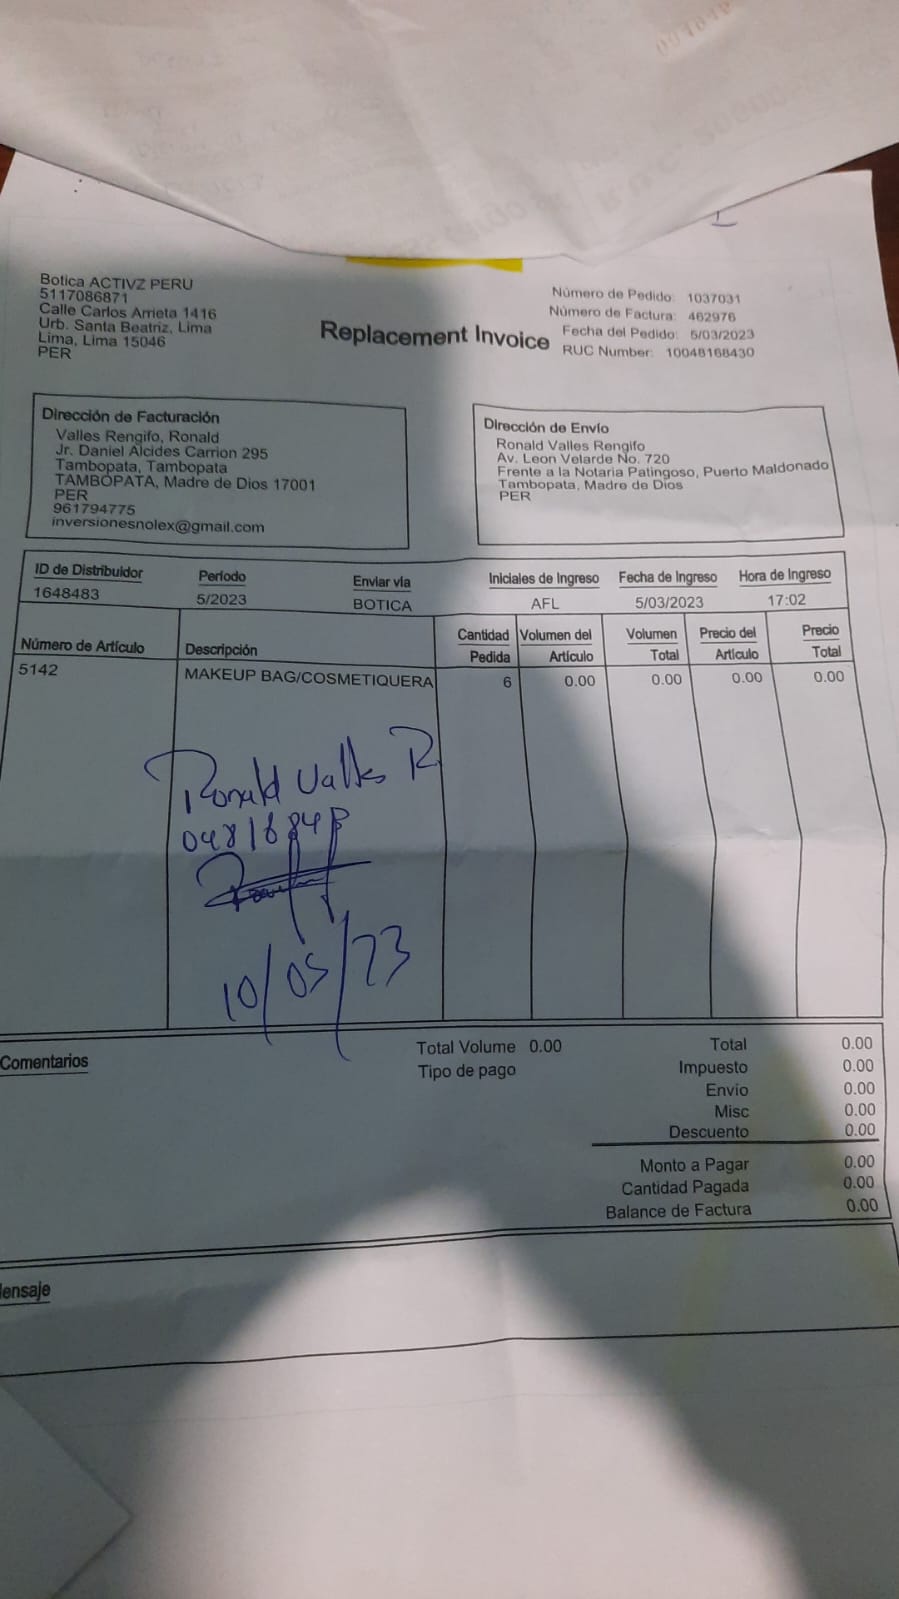 Botica ACTIVZ PERU
5117086871
Calle Carlos Arrieta 1416
Urb. Santa Beatriz, Lima
Lima, Lima 15046
PER
Replacement Invoice
Número de Pedido: 1037031
Número de Factura: 462976
Fecha del Pedido: 5/03/2023
RUC Number: 10048168430
Dirección de Facturación
Valles Rengifo, Ronald
Jr. Daniel Alcides Carrion 295
Tambopata, Tambopata
TAMBOPATA, Madre de Dios 17001
PER
961794775
inversionesnolex@gmail.com
Dirección de Envío
Ronald Valles Rengifo
Av. Leon Velarde No. 720
Frente a la Notaria Patingoso, Puerto Maldonado
Tambopata, Madre de Dios
PER
ID de Distribuidor Período Enviar vía Iniciales de Ingreso Fecha de Ingreso Hora de Ingreso
1648483 5/2023 BOTICA AFL 5/03/2023 17:02
Número de Artículo Descripción Cantidad Pedida Volumen del Artículo Volumen Total Precio del Artículo Precio Total
5142 MAKEUP BAG/COSMETIQUERA 6 0.00 0.00 0.00 0.00
Ronald Valles R
10/05/23
Comentarios
Total Volume 0.00
Tipo de pago
Total 0.00
Impuesto 0.00
Envío 0.00
Misc 0.00
Descuento 0.00
Monto a Pagar 0.00
Cantidad Pagada 0.00
Balance de Factura 0.00
ensaje